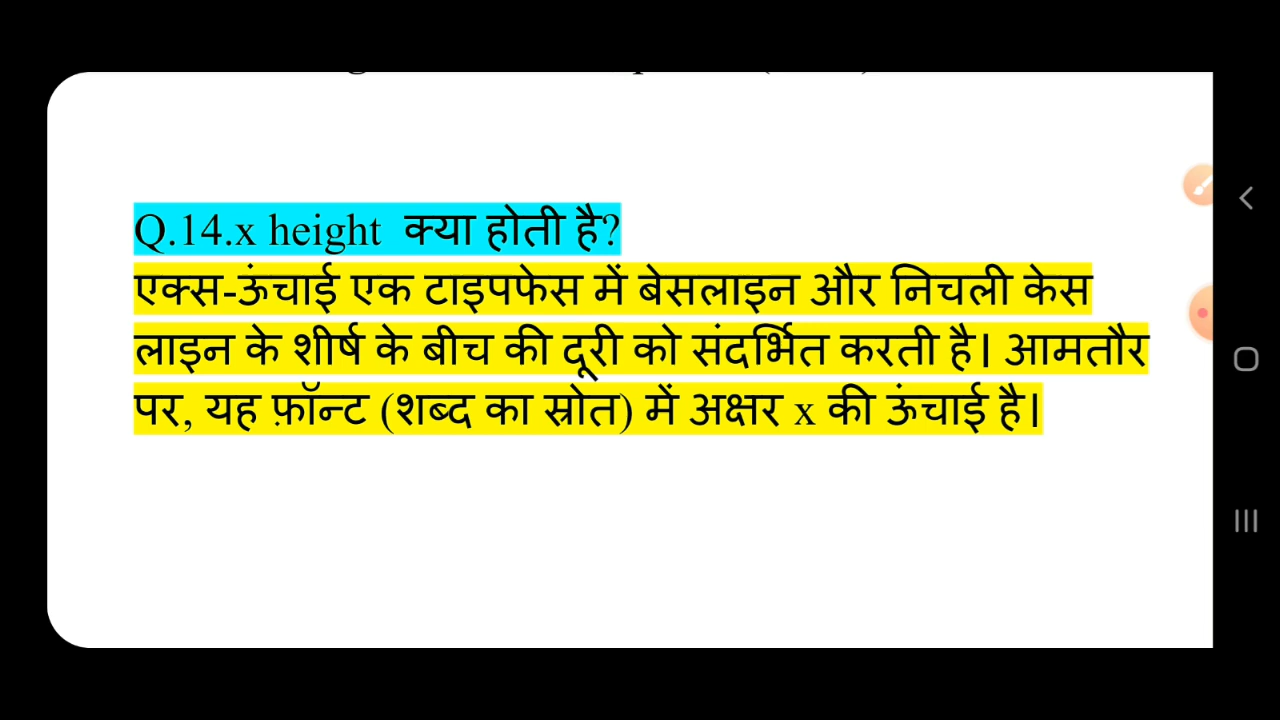 Q.14.x height क्या होती है?
एक्स-ऊंचाई एक टाइपफेस में बेसलाइन और निचली केस
लाइन के शीर्ष के बीच की दूरी को संदर्भित करती है। आमतौर
पर, यह फ़ॉन्ट (शब्द का स्रोत) में अक्षर x की ऊंचाई है।